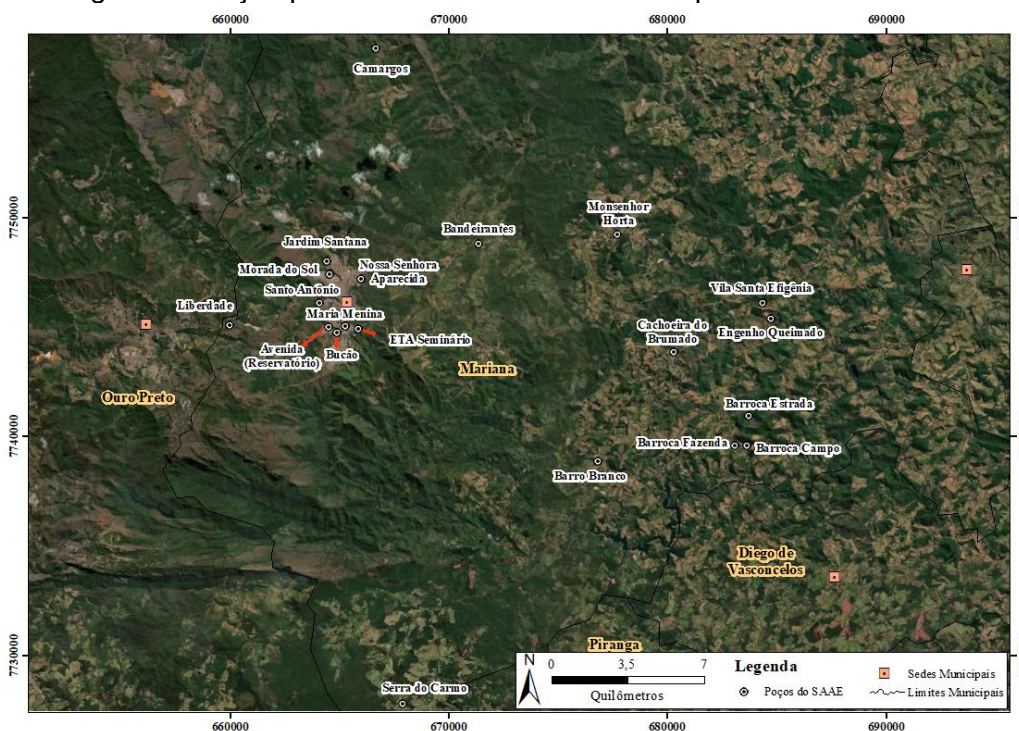 660000
670000
680000
690000
Camargos
7750000
Monsenhor
Horta
Bandeirantes
Jardim Santana
Morada do Sol
Nossa Senhora
Aparecida
Santo Antônio
Vila Santa Efigênia
Liberdade
Maria Menina
Engenho Queimado
Cachoeira do
Brumado
ETA Seminário
Avenida
(Reservatório)
Bucão
Mariana
Ouro Preto
Barroca Estrada
7740000
Barroca Fazenda
Barroca Campo
Barro Branco
Diego de
Vasconcelos
Piranga
7730000
N
0 3,5 7
Quilômetros
Legenda
Poços do SAAE
Sedes Municipais
Limites Municipais
Serra do Carmo
660000
670000
680000
690000